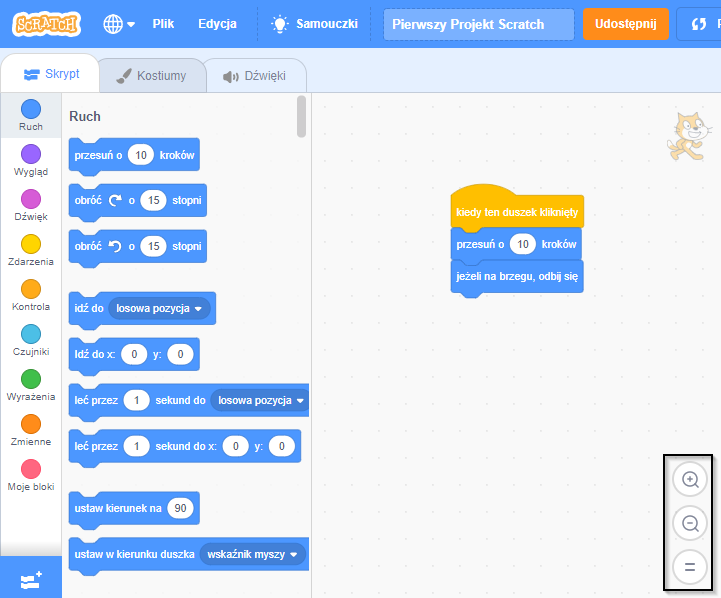 SCRATCH Plik Edycja Samouczki Pierwszy Projekt Scratch Udostępnij
Skrypt Kostiumy Dźwięki
Ruch
Wygląd
Dźwięk
Zdarzenia
Kontrola
Czujniki
Wyrażenia
Zmienne
Moje bloki
Ruch
przesuń o 10 kroków
obróć o 15 stopni
obróć o 15 stopni
idź do losowa pozycja
Idź do x: 0 y: 0
leć przez 1 sekund do losowa pozycja
leć przez 1 sekund do x: 0 y: 0
ustaw kierunek na 90
ustaw w kierunku duszka wskaźnik myszy
kiedy ten duszek kliknięty
przesuń o 10 kroków
jeżeli na brzegu, odbij się